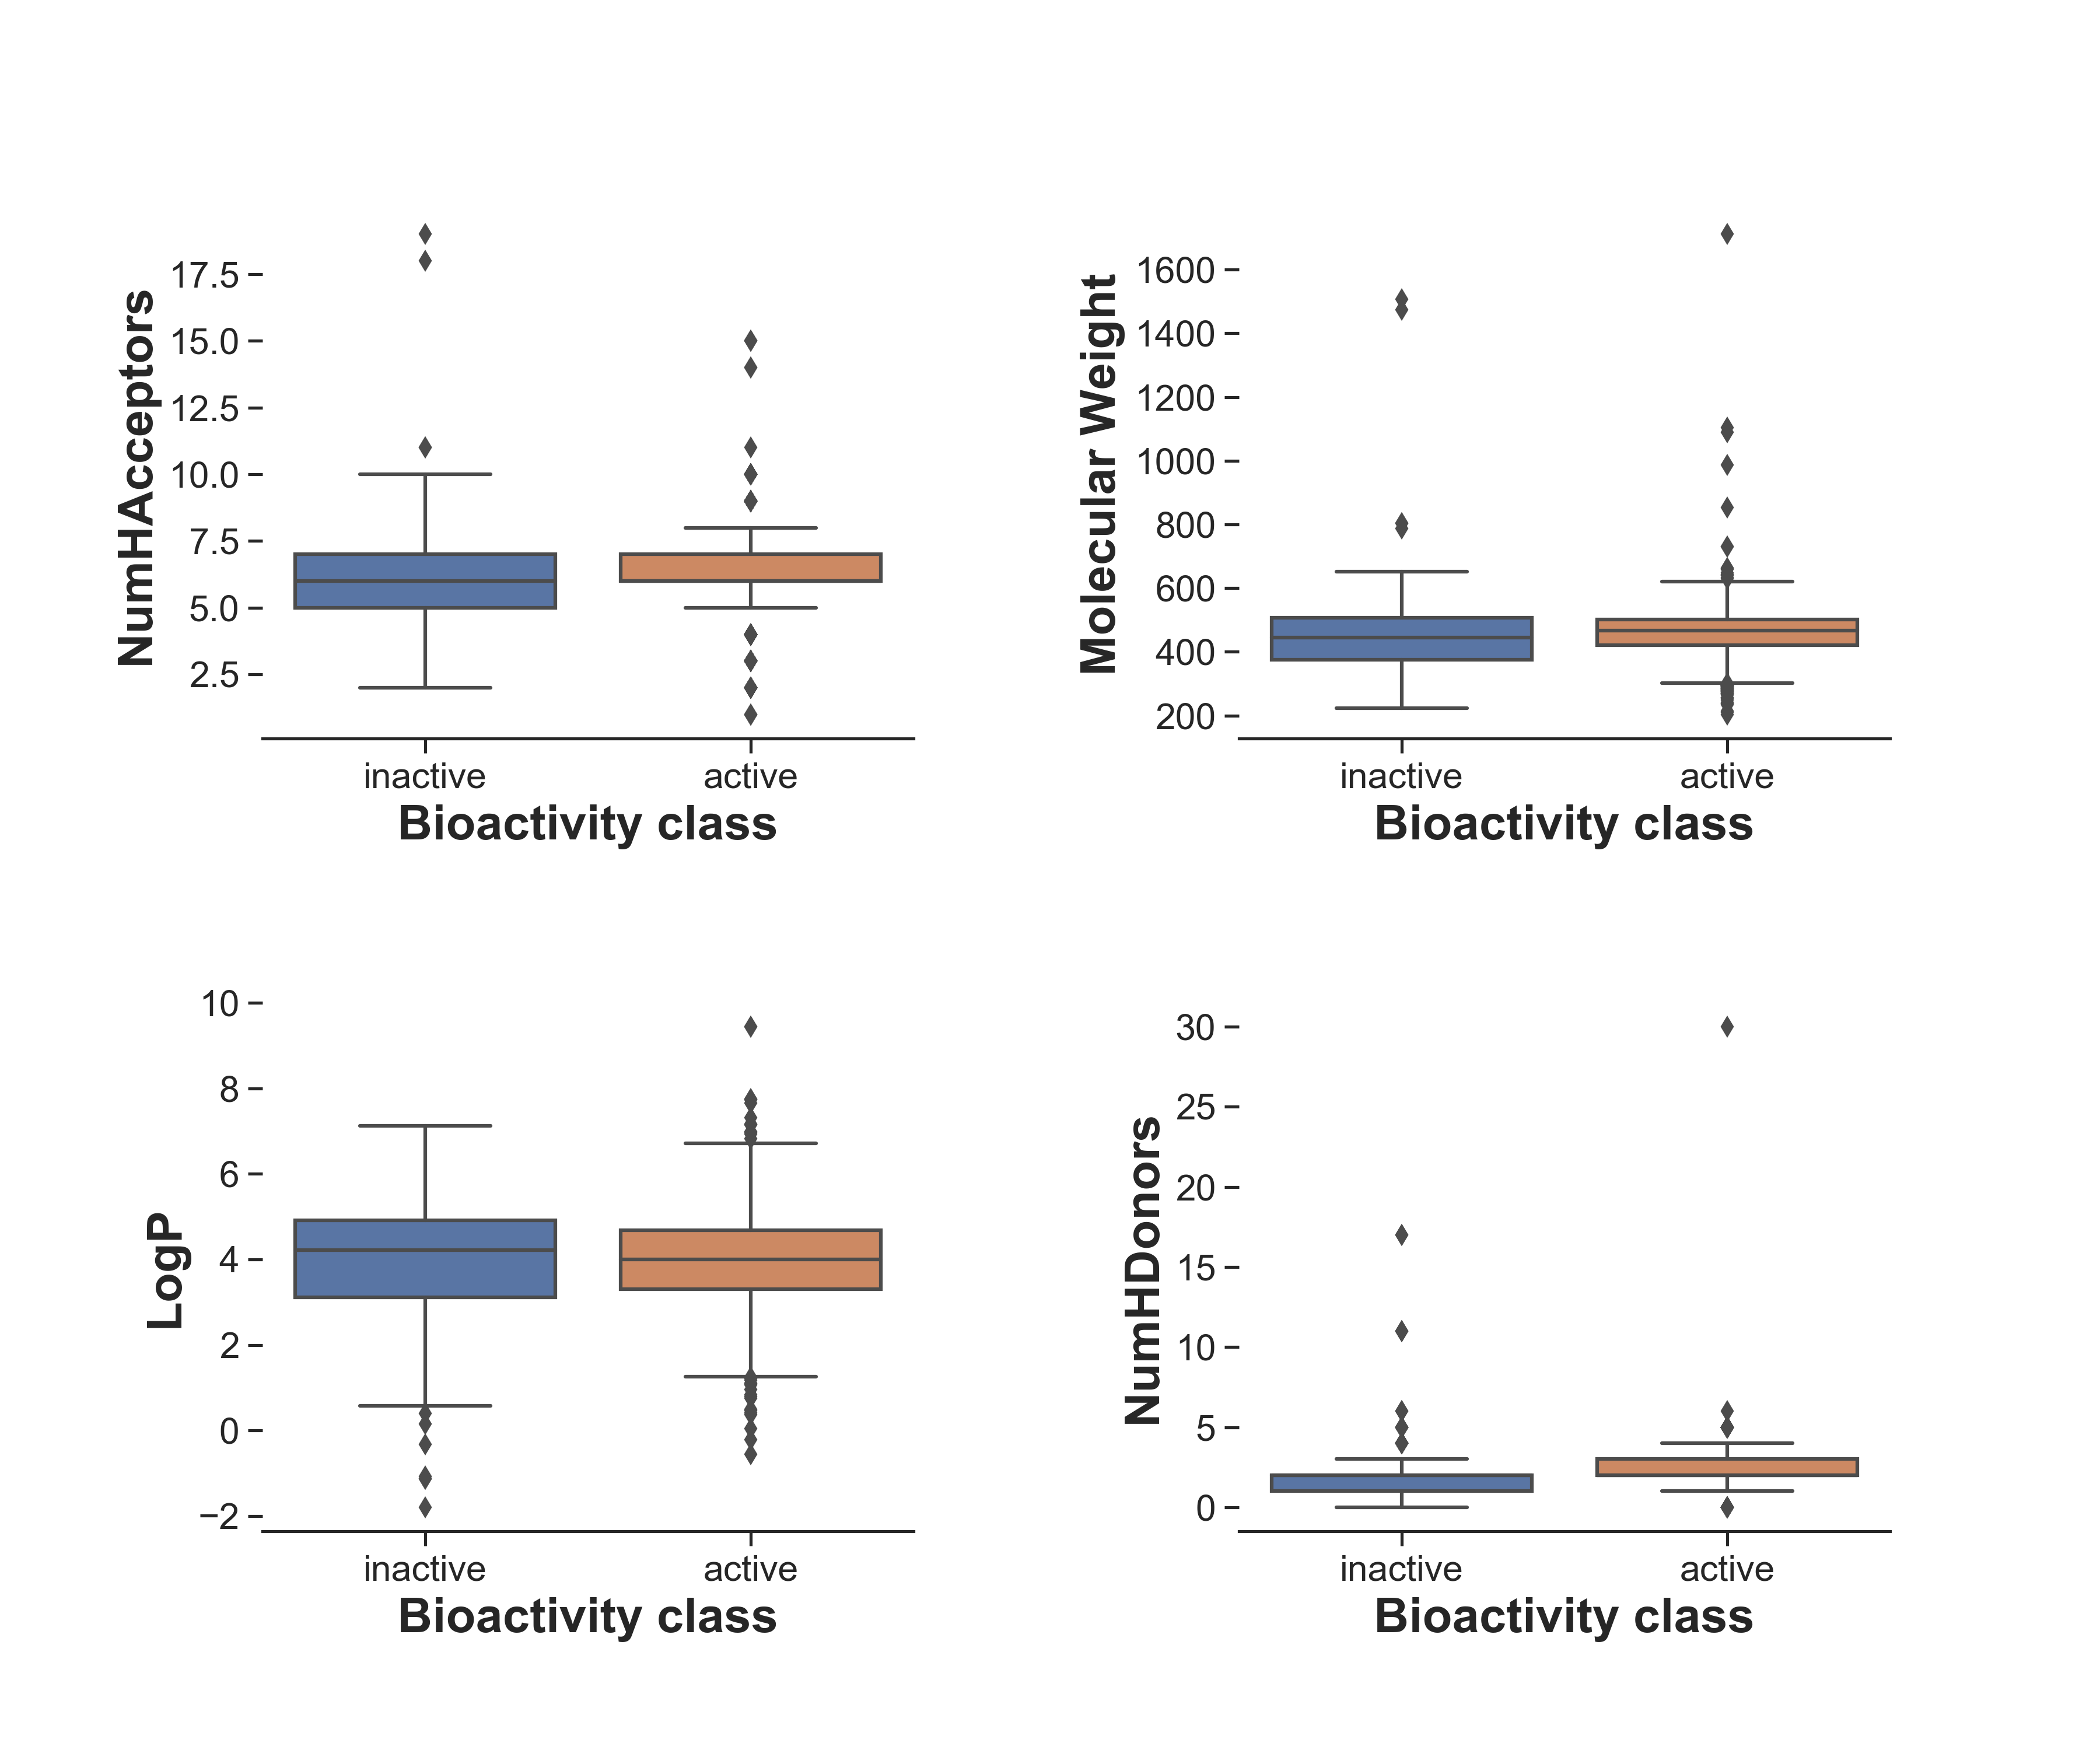 NumHAcceptors
17.5
15.0
12.5
10.0
7.5
5.0
2.5
inactive
active
Bioactivity class
Molecular Weight
1600
1400
1200
1000
800
600
400
200
inactive
active
Bioactivity class
LogP
10
8
6
4
2
0
−2
inactive
active
Bioactivity class
NumHDonors
30
25
20
15
10
5
0
inactive
active
Bioactivity class